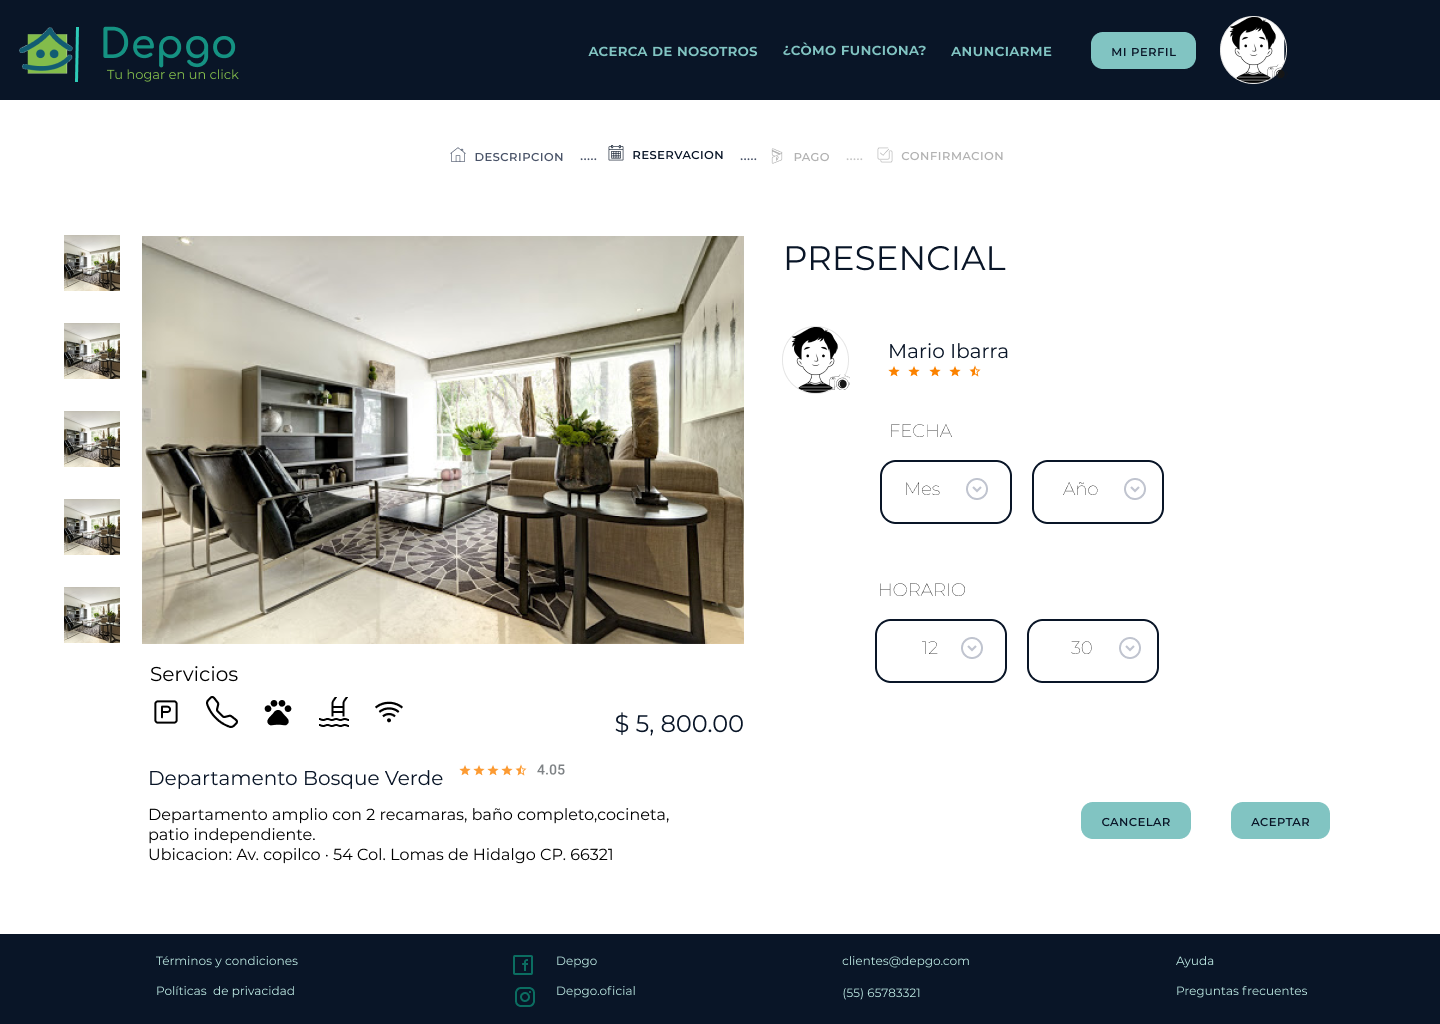 Depgo
Tu hogar en un click
ACERCA DE NOSOTROS
¿CÒMO FUNCIONA?
ANUNCIARME
MI PERFIL
DESCRIPCION
.....
RESERVACION
.....
PAGO
.....
CONFIRMACION
PRESENCIAL
Mario Ibarra
FECHA
Mes
Año
HORARIO
12
30
Servicios
P
$ 5, 800.00
Departamento Bosque Verde
4.05
Departamento amplio con 2 recamaras, baño completo,cocineta,
patio independiente.
Ubicacion: Av. copilco · 54 Col. Lomas de Hidalgo CP. 66321
CANCELAR
ACEPTAR
Términos y condiciones
Políticas de privacidad
Depgo
Depgo.oficial
clientes@depgo.com
(55) 65783321
Ayuda
Preguntas frecuentes